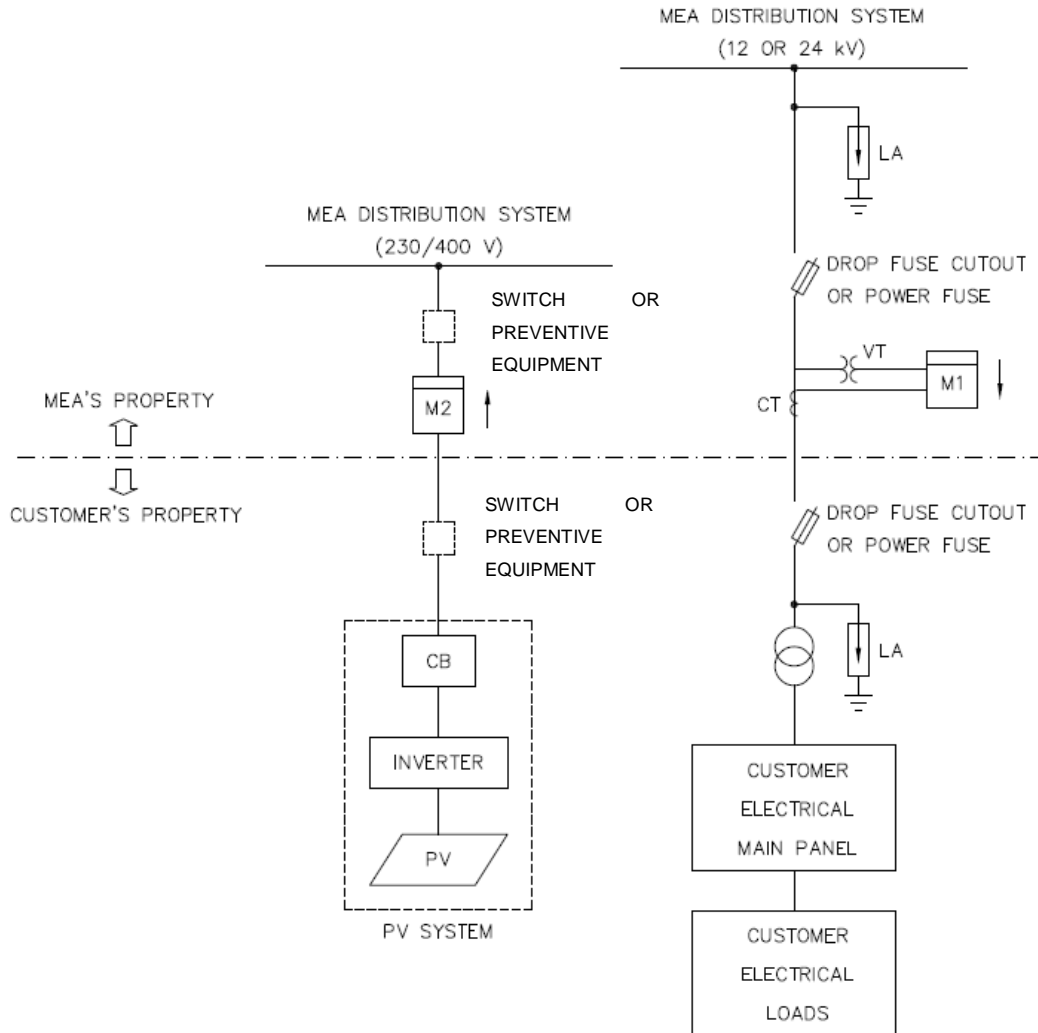 MEA DISTRIBUTION SYSTEM
(12 OR 24 kV)
LA
MEA DISTRIBUTION SYSTEM
(230/400 V)
DROP FUSE CUTOUT
OR POWER FUSE
SWITCH OR
PREVENTIVE
EQUIPMENT
VT
M1
CT
M2
MEA'S PROPERTY
CUSTOMER'S PROPERTY
SWITCH OR
PREVENTIVE
EQUIPMENT
DROP FUSE CUTOUT
OR POWER FUSE
LA
CB
INVERTER
PV
PV SYSTEM
CUSTOMER
ELECTRICAL
MAIN PANEL
CUSTOMER
ELECTRICAL
LOADS